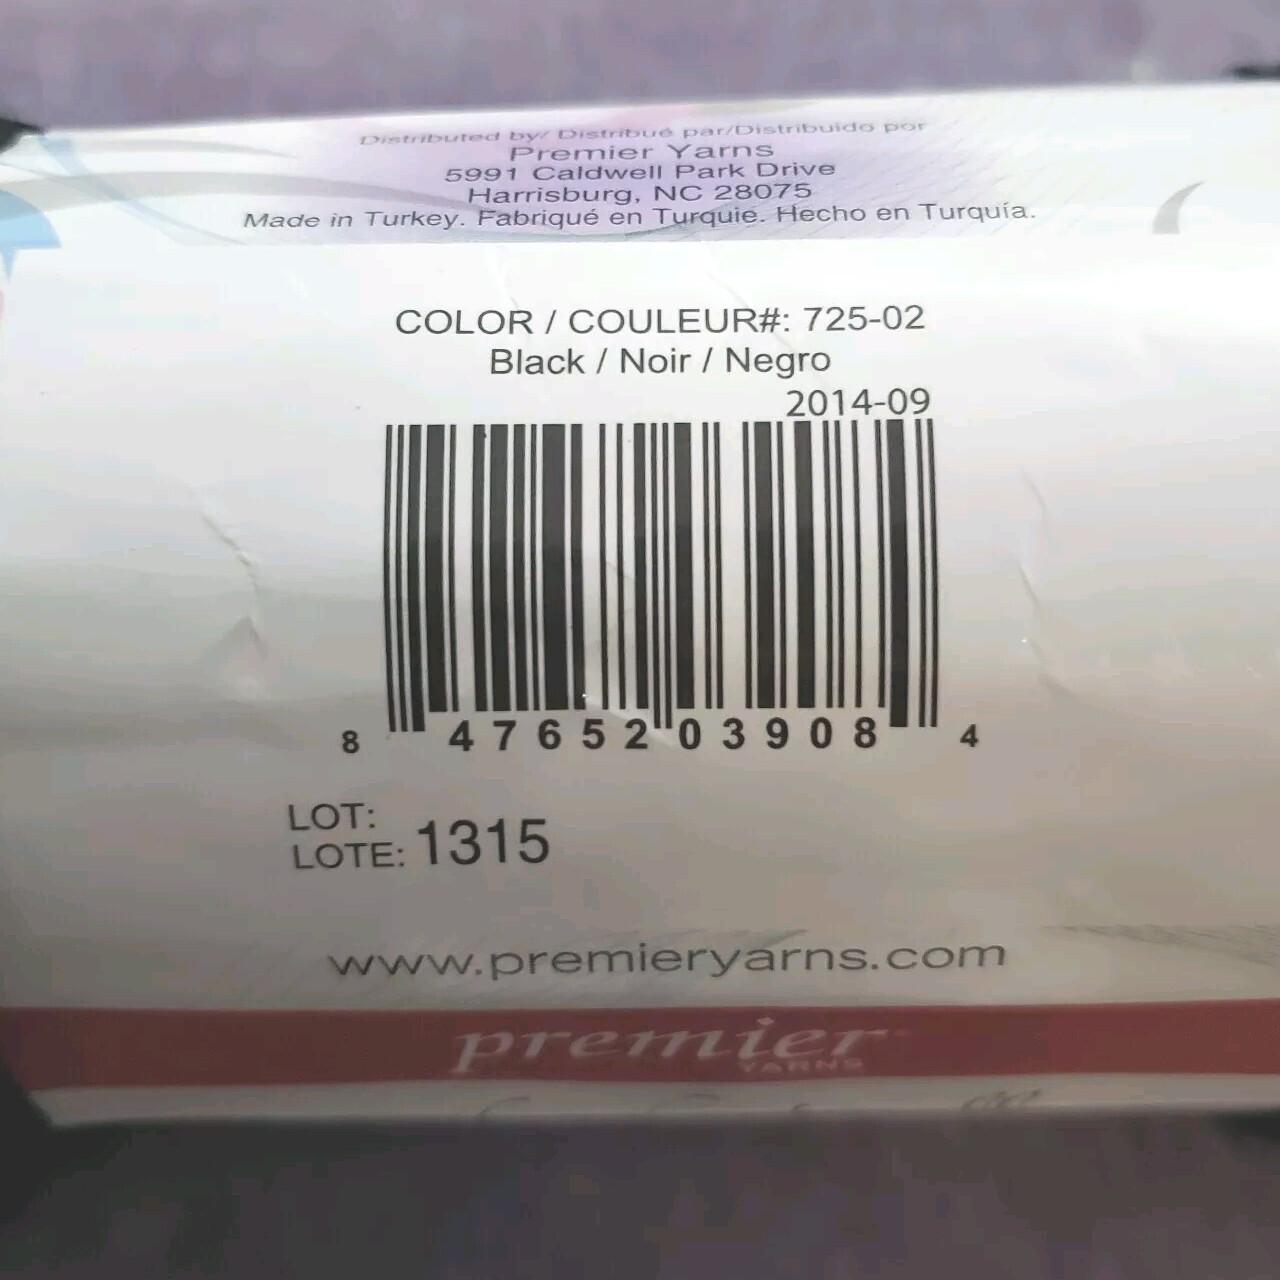 Distributed by/ Distribué par/Distribuido por
Premier Yarns
5991 Caldwell Park Drive
Harrisburg, NC 28075
Made in Turkey. Fabriqué en Turquie. Hecho en Turquía.
COLOR / COULEUR#: 725-02
Black / Noir / Negro
2014-09
8 47652 03908 4
LOT:
LOTE: 1315
www.premieryarns.com
premier
YARNS